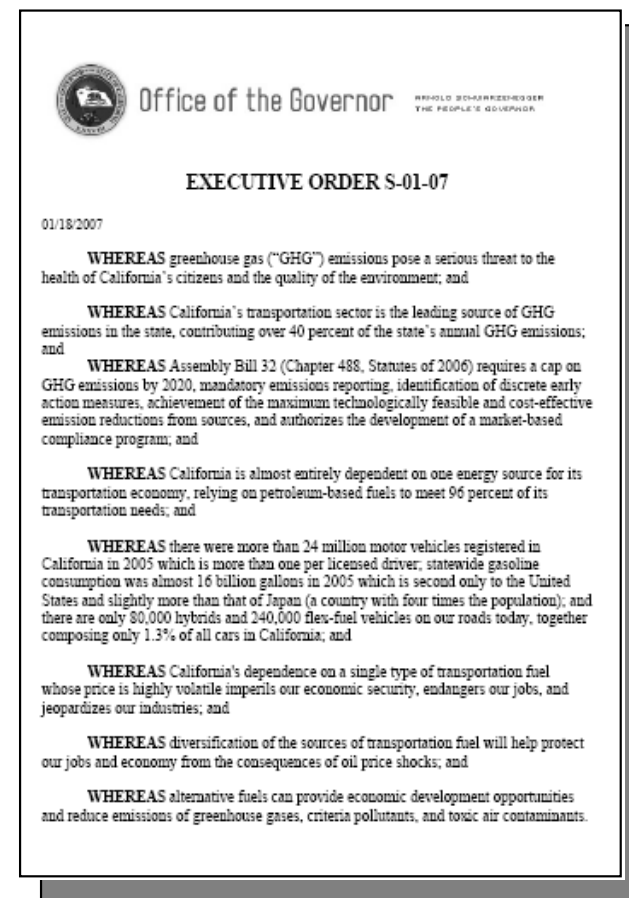 Office of the Governor
ARNOLD SCHWARZENEGGER
THE PEOPLE'S GOVERNOR
EXECUTIVE ORDER S-01-07
01/18/2007
WHEREAS greenhouse gas (“GHG”) emissions pose a serious threat to the
health of California`s citizens and the quality of the environment; and
WHEREAS California`s transportation sector is the leading source of GHG
emissions in the state, contributing over 40 percent of the state`s annual GHG emissions;
and
WHEREAS Assembly Bill 32 (Chapter 488, Statutes of 2006) requires a cap on
GHG emissions by 2020, mandatory emissions reporting, identification of discrete early
action measures, achievement of the maximum technologically feasible and cost-effective
emission reductions from sources, and authorizes the development of a market-based
compliance program; and
WHEREAS California is almost entirely dependent on one energy source for its
transportation economy, relying on petroleum-based fuels to meet 96 percent of its
transportation needs; and
WHEREAS there were more than 24 million motor vehicles registered in
California in 2005 which is more than one per licensed driver; statewide gasoline
consumption was almost 16 billion gallons in 2005 which is second only to the United
States and slightly more than that of Japan (a country with four times the population); and
there are only 80,000 hybrids and 240,000 flex-fuel vehicles on our roads today, together
composing only 1.3% of all cars in California; and
WHEREAS California's dependence on a single type of transportation fuel
whose price is highly volatile imperils our economic security, endangers our jobs, and
jeopardizes our industries; and
WHEREAS diversification of the sources of transportation fuel will help protect
our jobs and economy from the consequences of oil price shocks; and
WHEREAS alternative fuels can provide economic development opportunities
and reduce emissions of greenhouse gases, criteria pollutants, and toxic air contaminants.